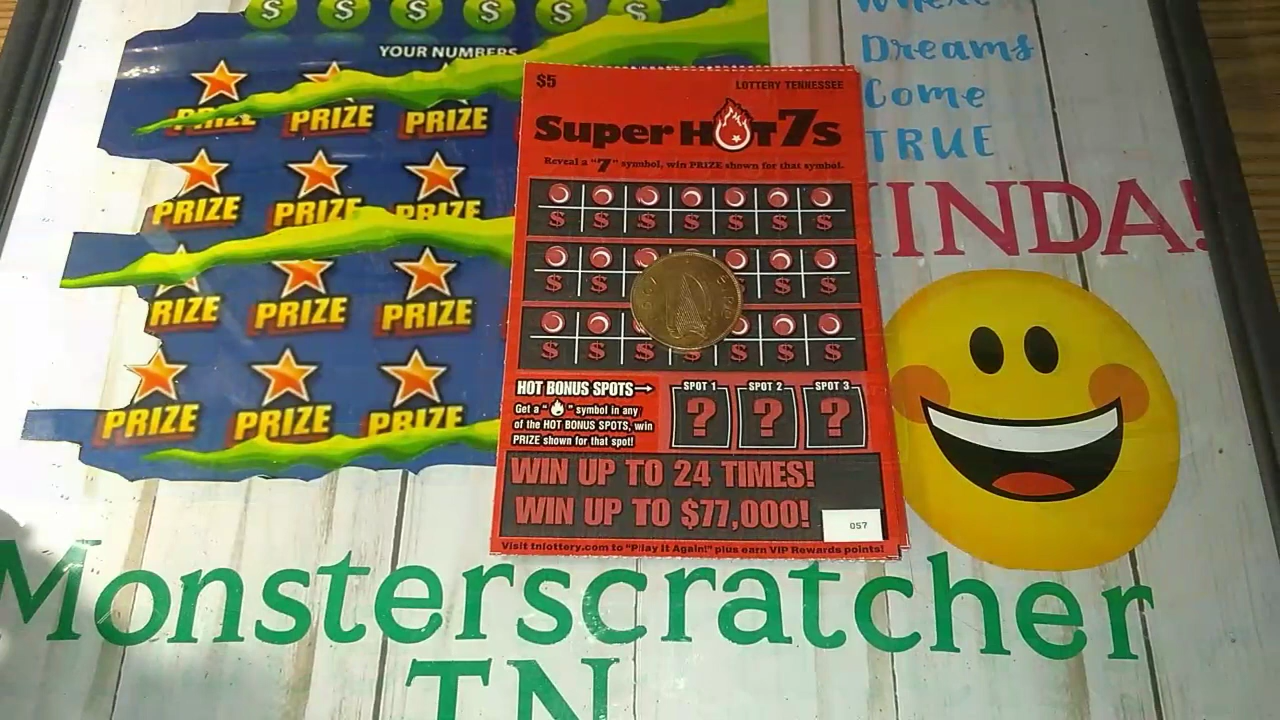 Where
Dreams
Come
TRUE
KINDA!
YOUR NUMBERS
PRIZE PRIZE PRIZE
PRIZE PRIZE PRIZE
PRIZE PRIZE PRIZE
PRIZE PRIZE PRIZE
$5 LOTTERY TENNESSEE
Super HOT 7s
Reveal a "7" symbol, win PRIZE shown for that symbol.
$ $ $ $ $ $ $
$ $ $ $ $ $
$ $ $ $ $ $
HOT BONUS SPOTS→
Get a " " symbol in any
of the HOT BONUS SPOTS, win
PRIZE shown for that spot!
SPOT 1 SPOT 2 SPOT 3
? ? ?
WIN UP TO 24 TIMES!
WIN UP TO $77,000!
057
Visit tnlottery.com to "Play It Again!" plus earn VIP Rewards points!
Monsterscratcher
TN